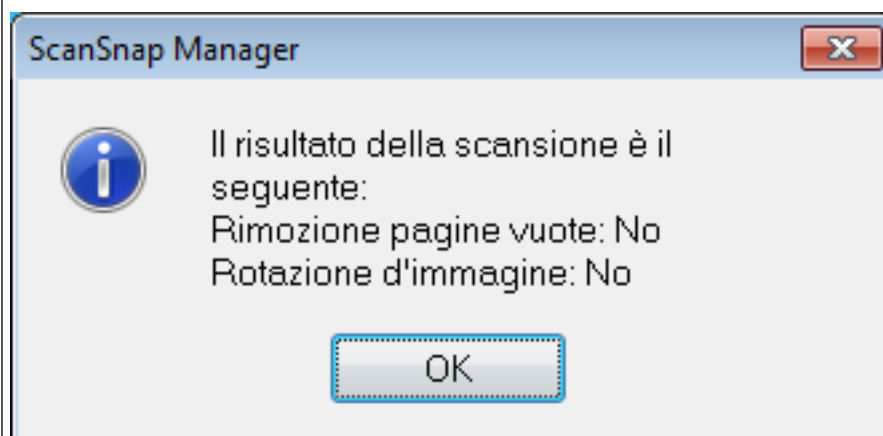 ScanSnap Manager
Il risultato della scansione è il
seguente:
Rimozione pagine vuote: No
Rotazione d'immagine: No
OK